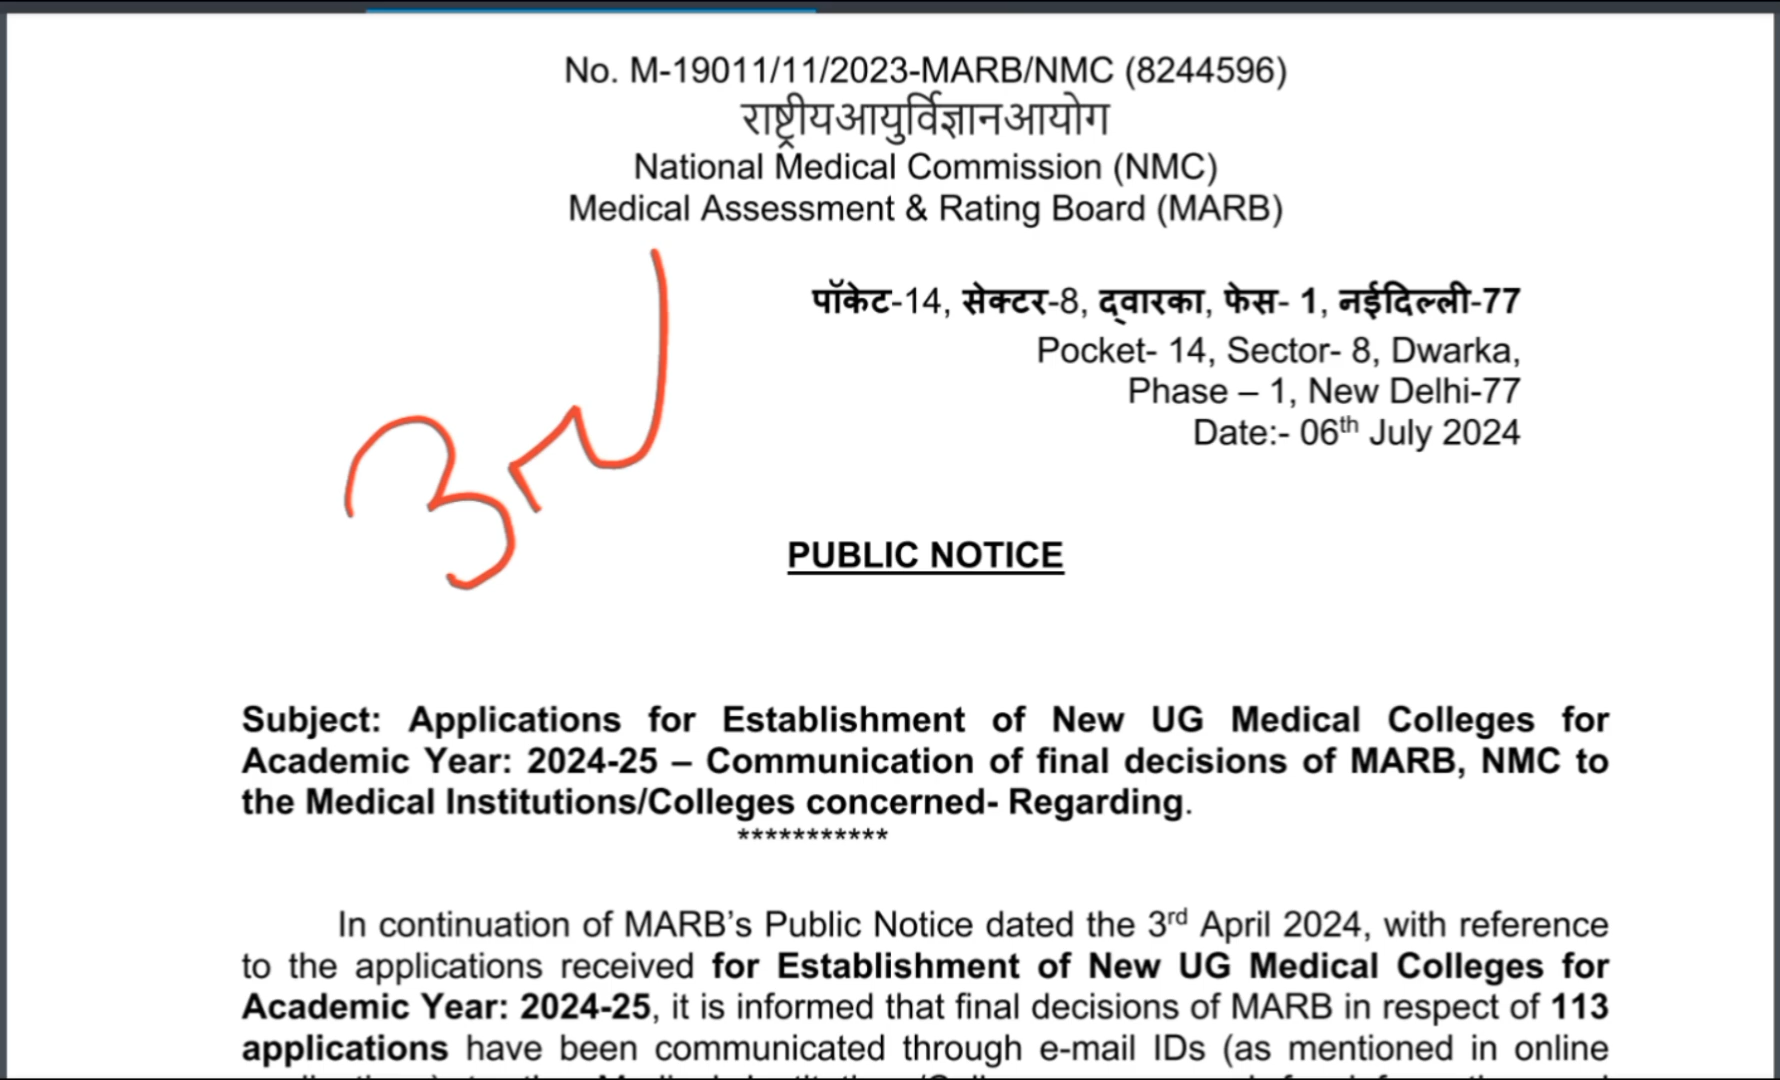 No. M-19011/11/2023-MARB/NMC (8244596)
राष्ट्रीयआयुर्विज्ञानआयोग
National Medical Commission (NMC)
Medical Assessment & Rating Board (MARB)
पॉकेट-14, सेक्टर-8, द्वारका, फेस- 1, नईदिल्ली-77
Pocket- 14, Sector- 8, Dwarka,
Phase – 1, New Delhi-77
Date:- 06th July 2024
3rd
PUBLIC NOTICE
Subject: Applications for Establishment of New UG Medical Colleges for
Academic Year: 2024-25 – Communication of final decisions of MARB, NMC to
the Medical Institutions/Colleges concerned- Regarding.
***********
In continuation of MARB’s Public Notice dated the 3rd April 2024, with reference
to the applications received for Establishment of New UG Medical Colleges for
Academic Year: 2024-25, it is informed that final decisions of MARB in respect of 113
applications have been communicated through e-mail IDs (as mentioned in online